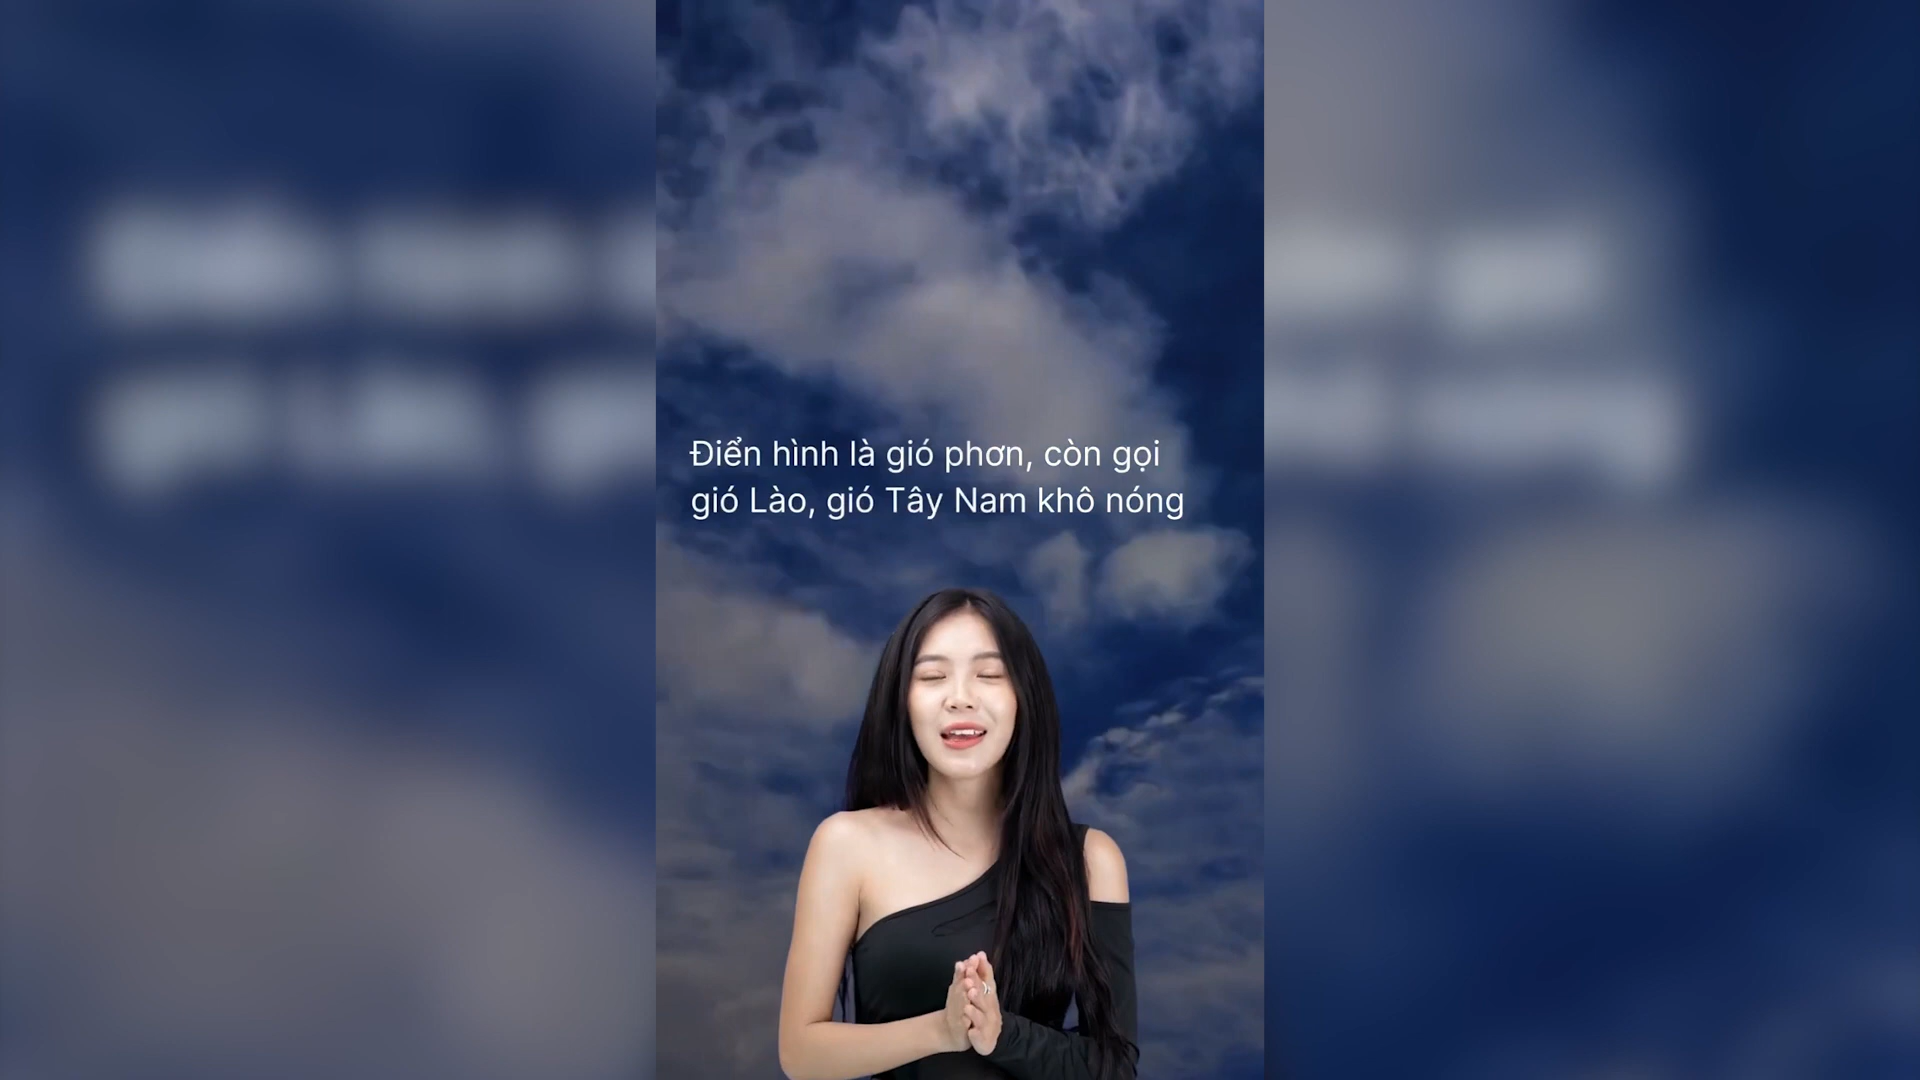 Điển hình là gió phơn, còn gọi
gió Lào, gió Tây Nam khô nóng